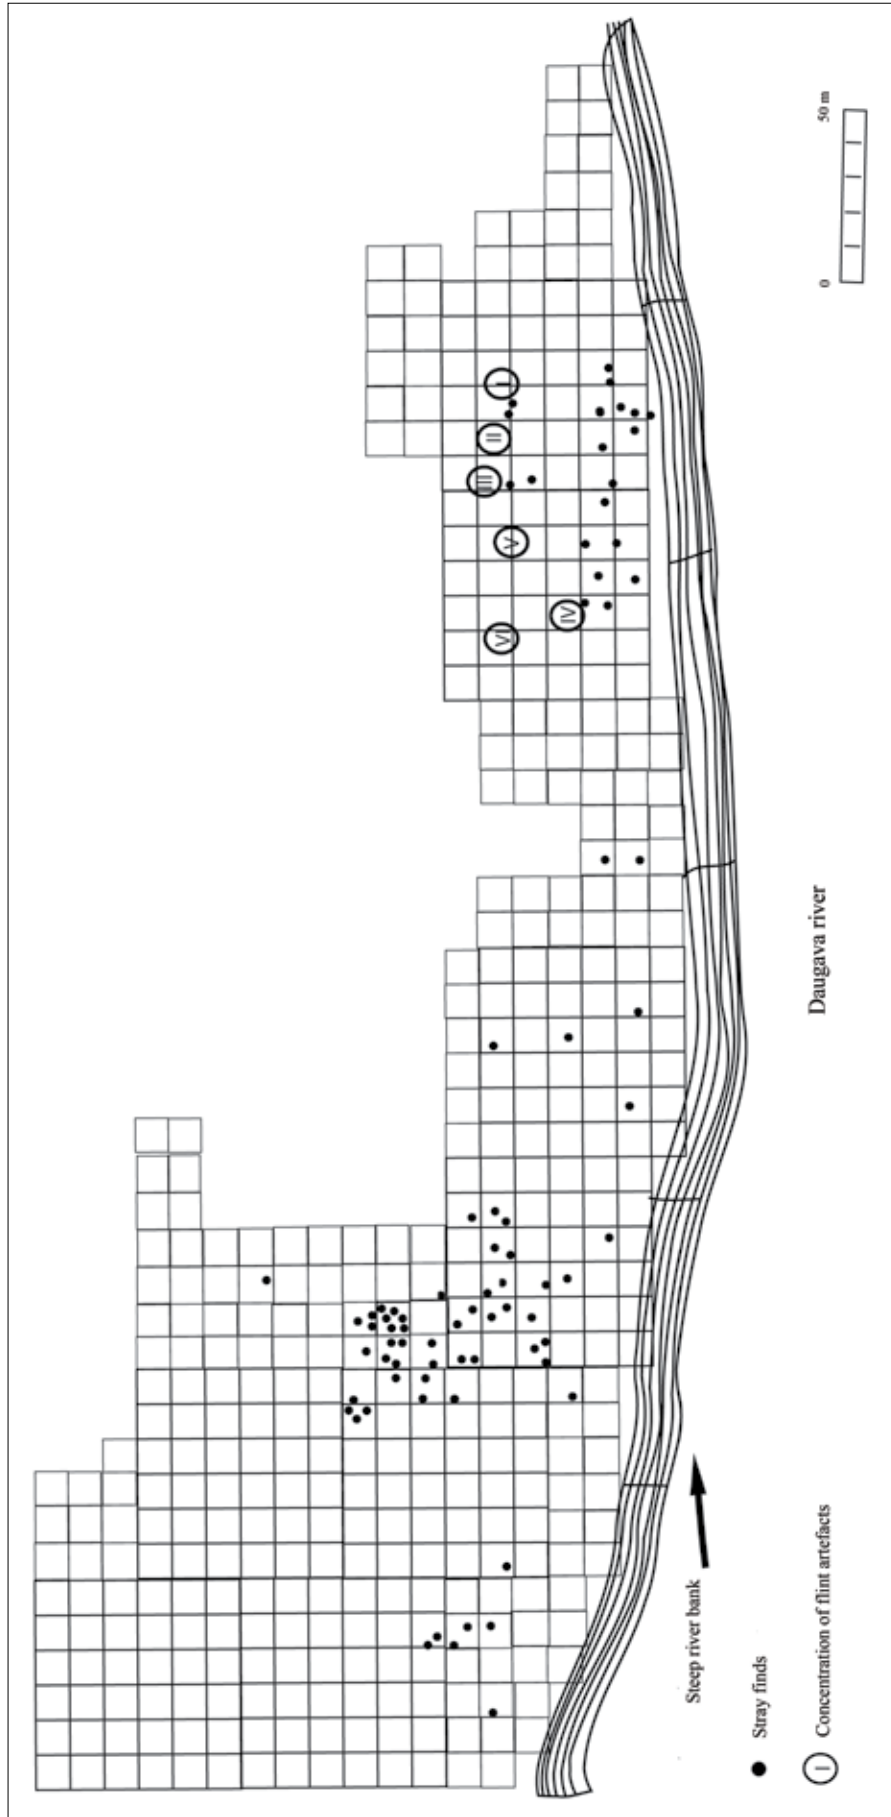 I
II
III
V
IV
VI
0 50 m
Daugava river
Steep river bank
Stray finds
I Concentration of flint artefacts